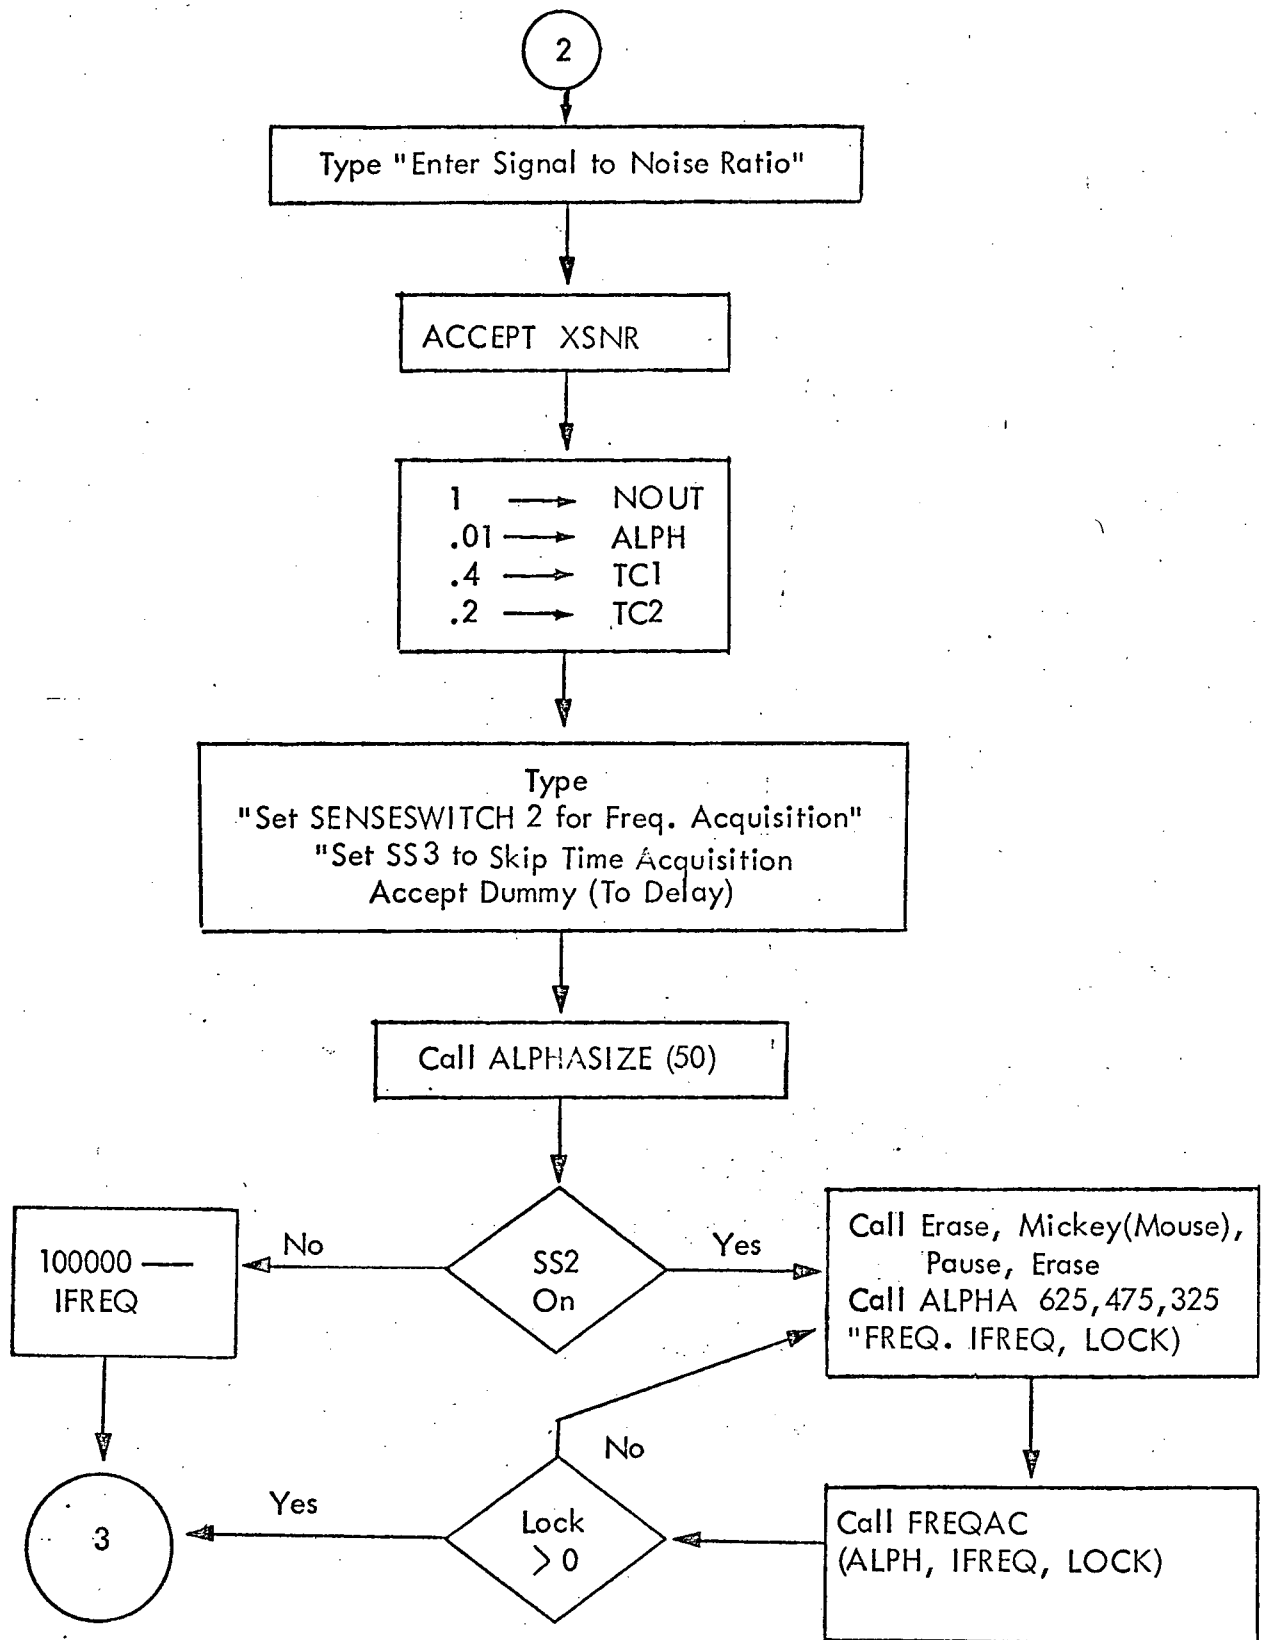 2
Type "Enter Signal to Noise Ratio"
ACCEPT XSNR
1 → NOUT
.01 → ALPH
.4 → TC1
.2 → TC2
Type
"Set SENSESWITCH 2 for Freq. Acquisition"
"Set SS3 to Skip Time Acquisition
Accept Dummy (To Delay)
Call ALPHASIZE (50)
SS2
On
No
Yes
100000 —
IFREQ
Call Erase, Mickey(Mouse),
Pause, Erase
Call ALPHA 625,475,325
"FREQ. IFREQ, LOCK)
Call FREQAC
(ALPH, IFREQ, LOCK)
Lock
> 0
No
Yes
3